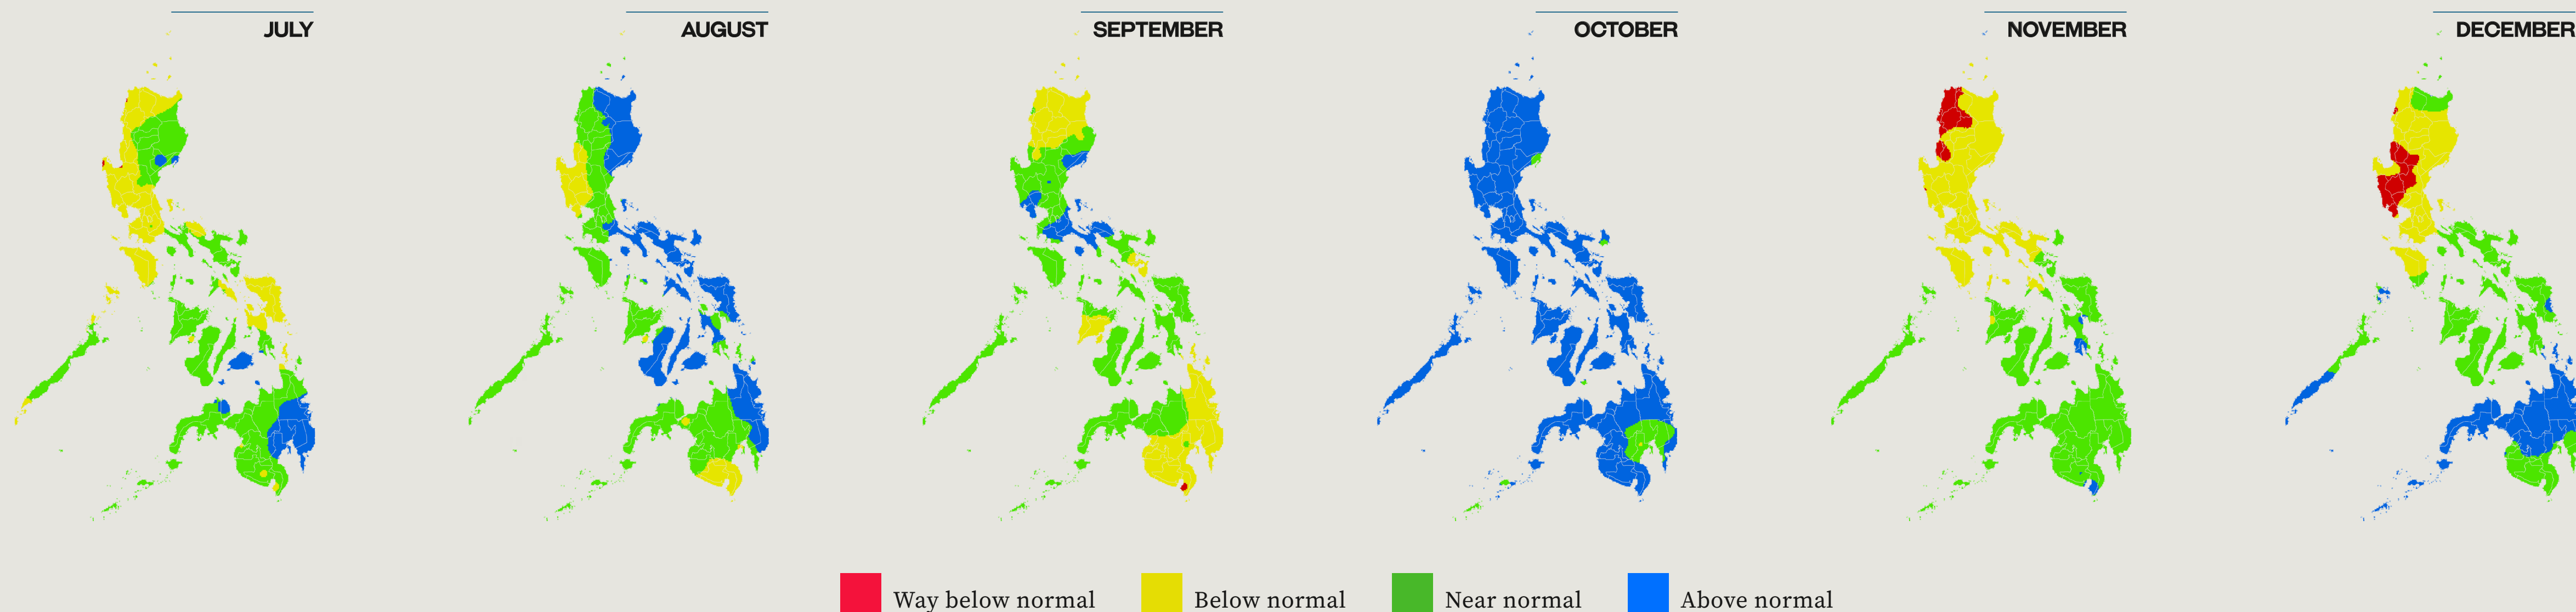 JULY
AUGUST
SEPTEMBER
OCTOBER
NOVEMBER
DECEMBER
Way below normal
Below normal
Near normal
Above normal